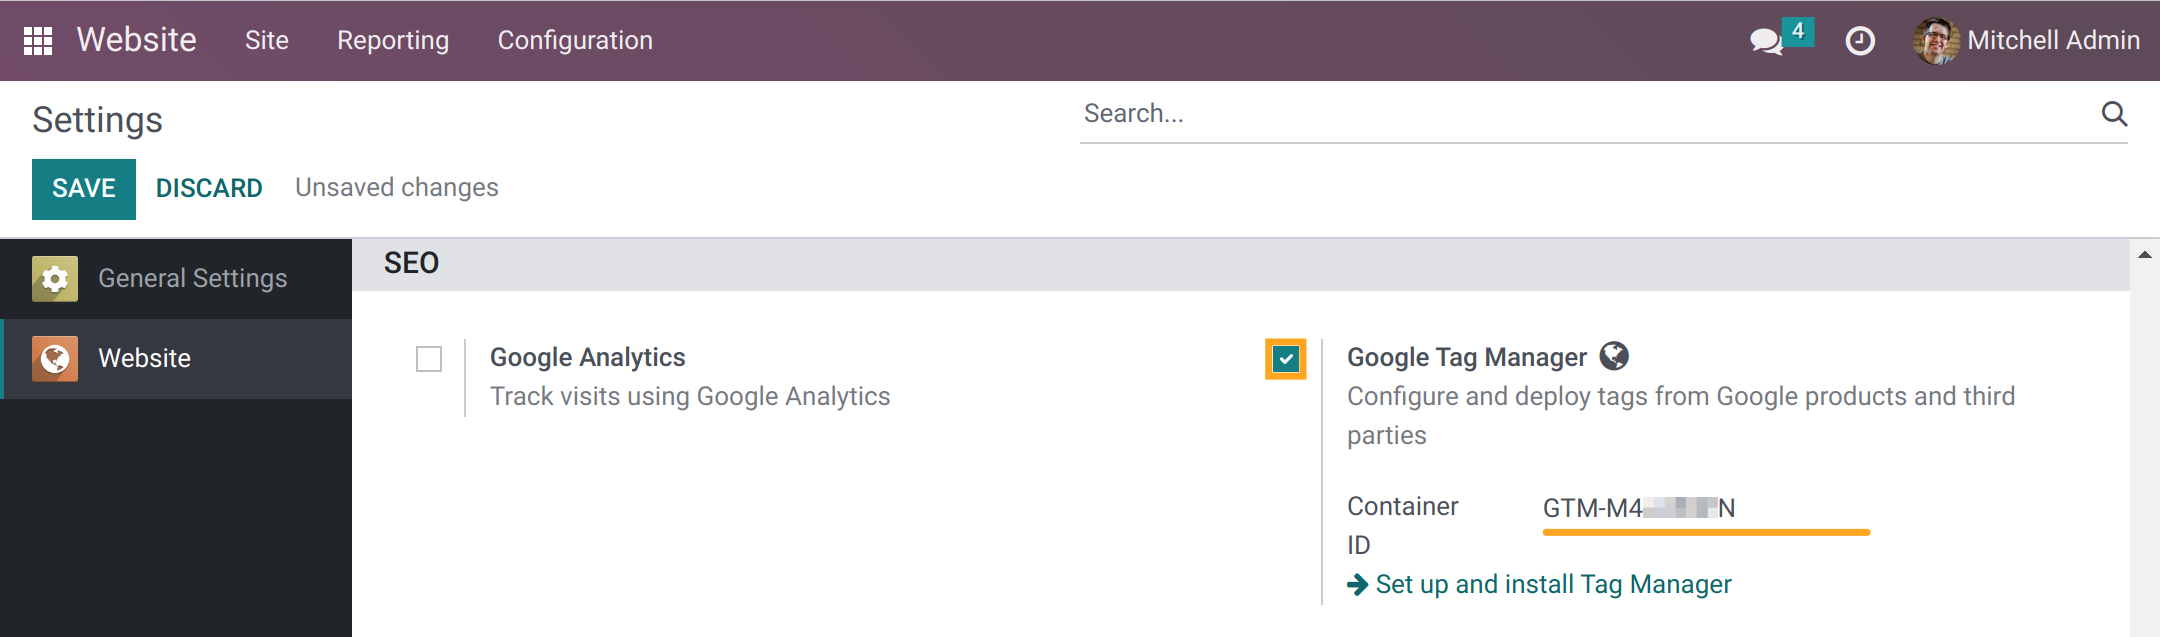 Website Site Reporting Configuration 4 Mitchell Admin
Settings
Search...
SAVE DISCARD Unsaved changes
General Settings
Website
SEO
Google Analytics
Track visits using Google Analytics
Google Tag Manager
Configure and deploy tags from Google products and third
parties
Container
ID
GTM-M4 N
Set up and install Tag Manager